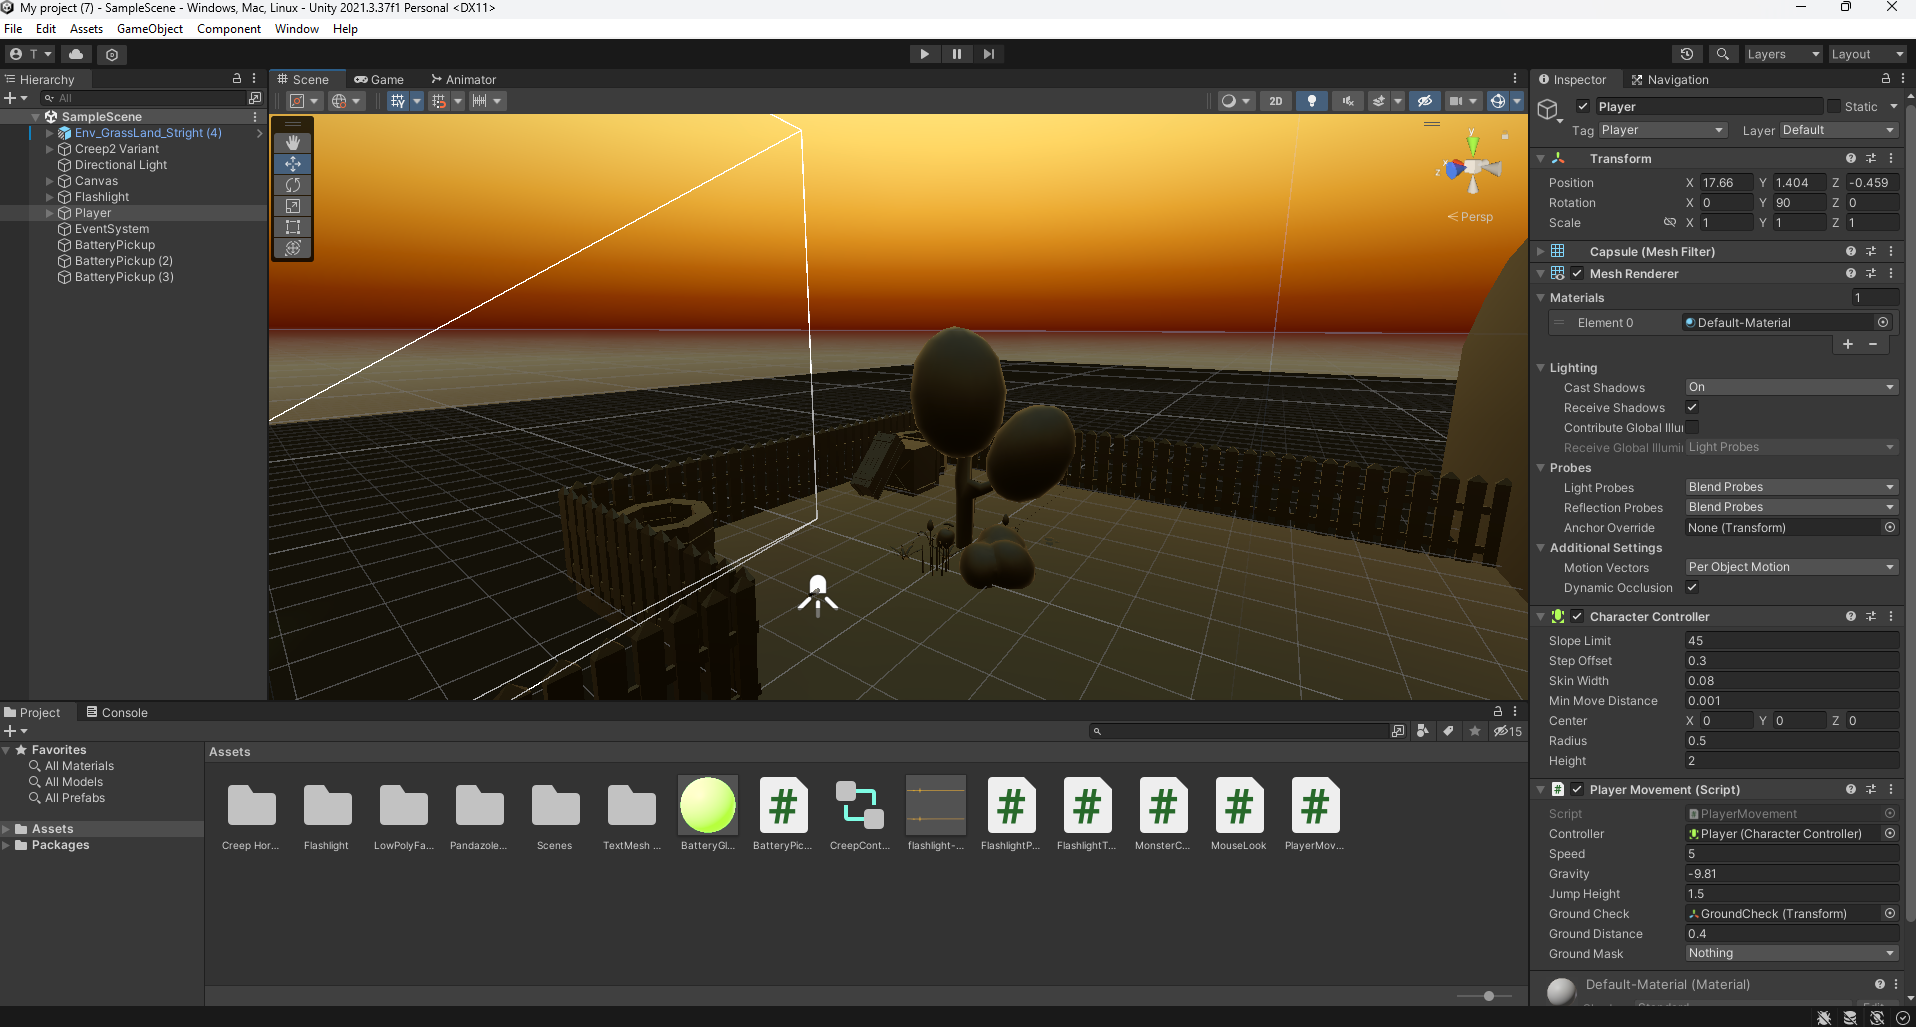 My project (7) - SampleScene - Windows, Mac, Linux - Unity 2021.3.37f1 Personal <DX11>
File Edit Assets GameObject Component Window Help
T
Layers
Layout
Hierarchy
All
SampleScene
Env_GrassLand_Stright (4)
Creep2 Variant
Directional Light
Canvas
Flashlight
Player
EventSystem
BatteryPickup
BatteryPickup (2)
BatteryPickup (3)
Scene Game Animator
2D
y
x
z
Persp
Project Console
15
Favorites
All Materials
All Models
All Prefabs
Assets
Packages
Assets
Creep Hor... Flashlight LowPolyFa... Pandazole... Scenes TextMesh ... BatteryGl... BatteryPic... CreepCont... flashlight-... FlashlightP... FlashlightT... MonsterC... MouseLook PlayerMov...
Inspector Navigation
Player Static
Tag Player Layer Default
Transform
Position X 17.66 Y 1.404 Z -0.459
Rotation X 0 Y 90 Z 0
Scale X 1 Y 1 Z 1
Capsule (Mesh Filter)
Mesh Renderer
Materials 1
Element 0 Default-Material
Lighting
Cast Shadows On
Receive Shadows
Contribute Global Illu
Receive Global Illumi Light Probes
Probes
Light Probes Blend Probes
Reflection Probes Blend Probes
Anchor Override None (Transform)
Additional Settings
Motion Vectors Per Object Motion
Dynamic Occlusion
Character Controller
Slope Limit 45
Step Offset 0.3
Skin Width 0.08
Min Move Distance 0.001
Center X 0 Y 0 Z 0
Radius 0.5
Height 2
Player Movement (Script)
Script PlayerMovement
Controller Player (Character Controller)
Speed 5
Gravity -9.81
Jump Height 1.5
Ground Check GroundCheck (Transform)
Ground Distance 0.4
Ground Mask Nothing
Default-Material (Material)